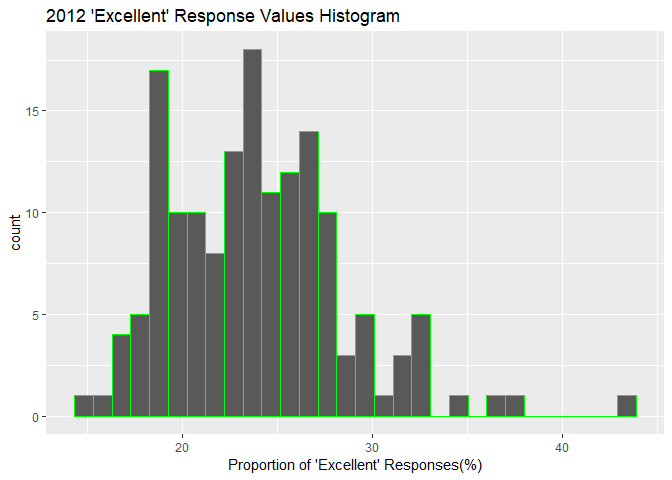 2012 'Excellent' Response Values Histogram
15
10
5
0
count
20 30 40
Proportion of 'Excellent' Responses(%)